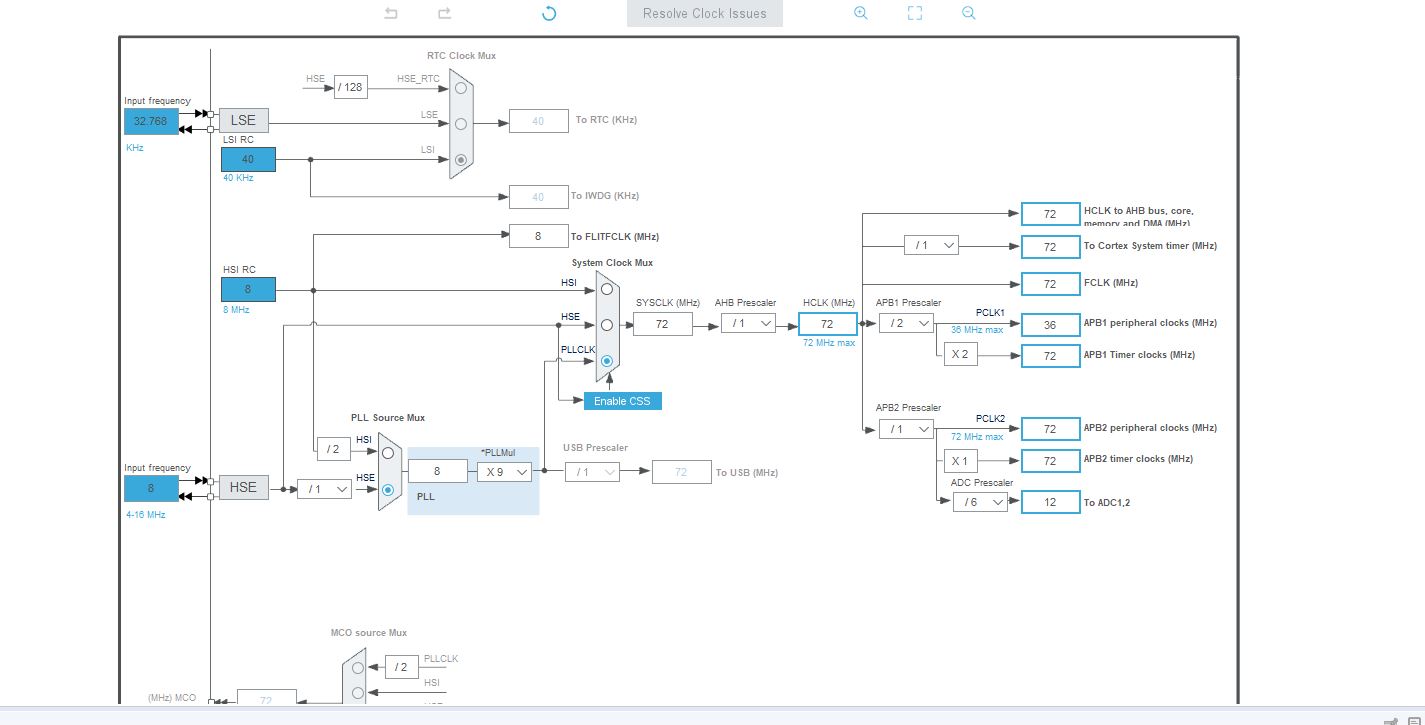 Resolve Clock Issues
RTC Clock Mux
HSE
/ 128
HSE_RTC
Input frequency
32.768
KHz
LSE
LSE
40
To RTC (KHz)
LSI RC
40
40 KHz
LSI
40
To IWDG (KHz)
8
To FLITFCLK (MHz)
System Clock Mux
HSI RC
8
8 MHz
HSI
HSE
PLLCLK
SYSCLK (MHz)
72
AHB Prescaler
/ 1
HCLK (MHz)
72
72 MHz max
72
HCLK to AHB bus, core,
memory and DMA (MHz)
/ 1
72
To Cortex System timer (MHz)
72
FCLK (MHz)
APB1 Prescaler
/ 2
PCLK1
36 MHz max
36
APB1 peripheral clocks (MHz)
X 2
72
APB1 Timer clocks (MHz)
Enable CSS
APB2 Prescaler
/ 1
PCLK2
72 MHz max
72
APB2 peripheral clocks (MHz)
X 1
72
APB2 timer clocks (MHz)
ADC Prescaler
/ 6
12
To ADC1,2
PLL Source Mux
/ 2
HSI
Input frequency
8
4-16 MHz
HSE
/ 1
HSE
8
*PLLMul
X 9
PLL
USB Prescaler
/ 1
72
To USB (MHz)
MCO source Mux
/ 2
PLLCLK
HSI
(MHz) MCO
72